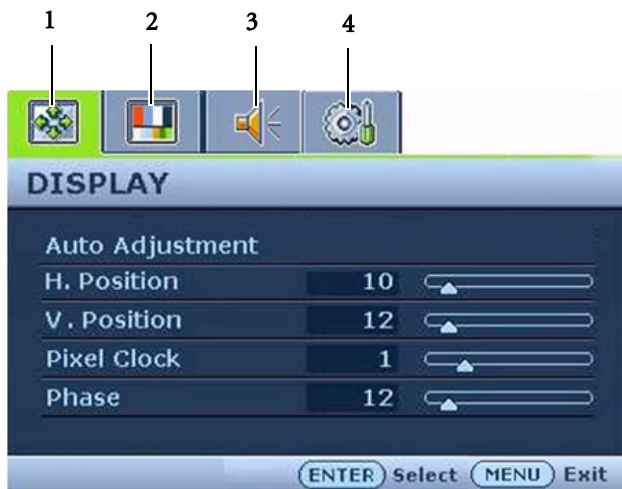 1 2 3 4
DISPLAY
Auto Adjustment
H. Position 10
V. Position 12
Pixel Clock 1
Phase 12
ENTER Select MENU Exit